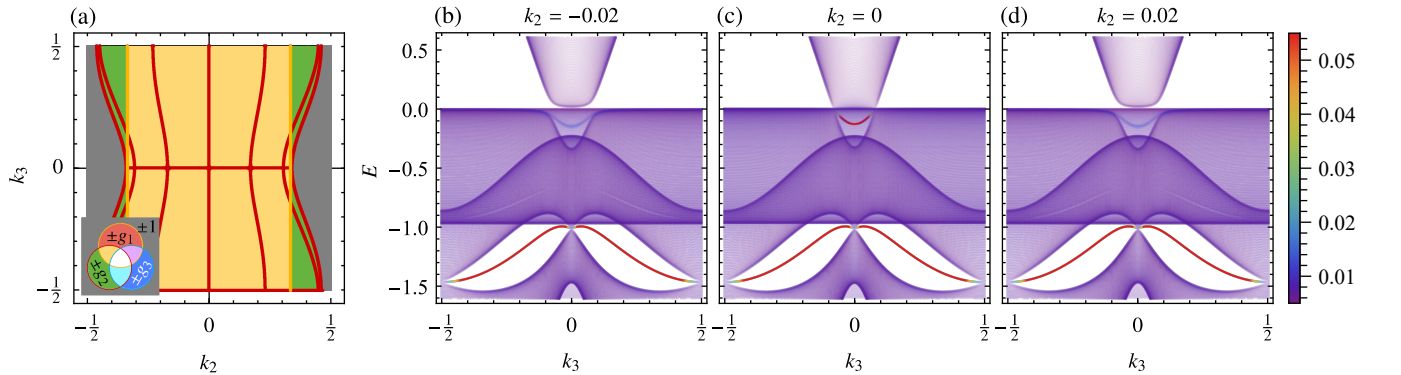 (a)
1/2
0
−1/2
k₃
−1/2
0
1/2
k₂
±1
±g₁
±g₂
±g₃
(b)
k₂ = −0.02
0.5
0.0
−0.5
−1.0
−1.5
E
−1/2
0
1/2
k₃
(c)
k₂ = 0
−1/2
0
1/2
k₃
(d)
k₂ = 0.02
−1/2
0
1/2
k₃
0.05
0.04
0.03
0.02
0.01